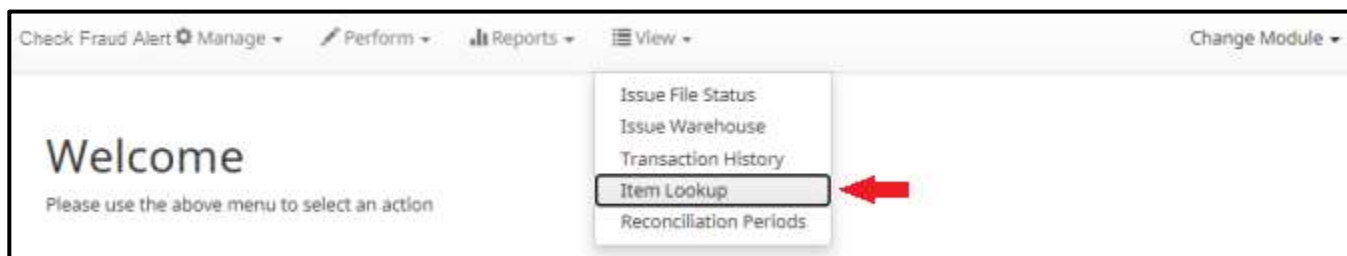 Check Fraud Alert Manage Perform Reports View Change Module
Issue File Status
Issue Warehouse
Transaction History
Item Lookup
Reconciliation Periods
Welcome
Please use the above menu to select an action